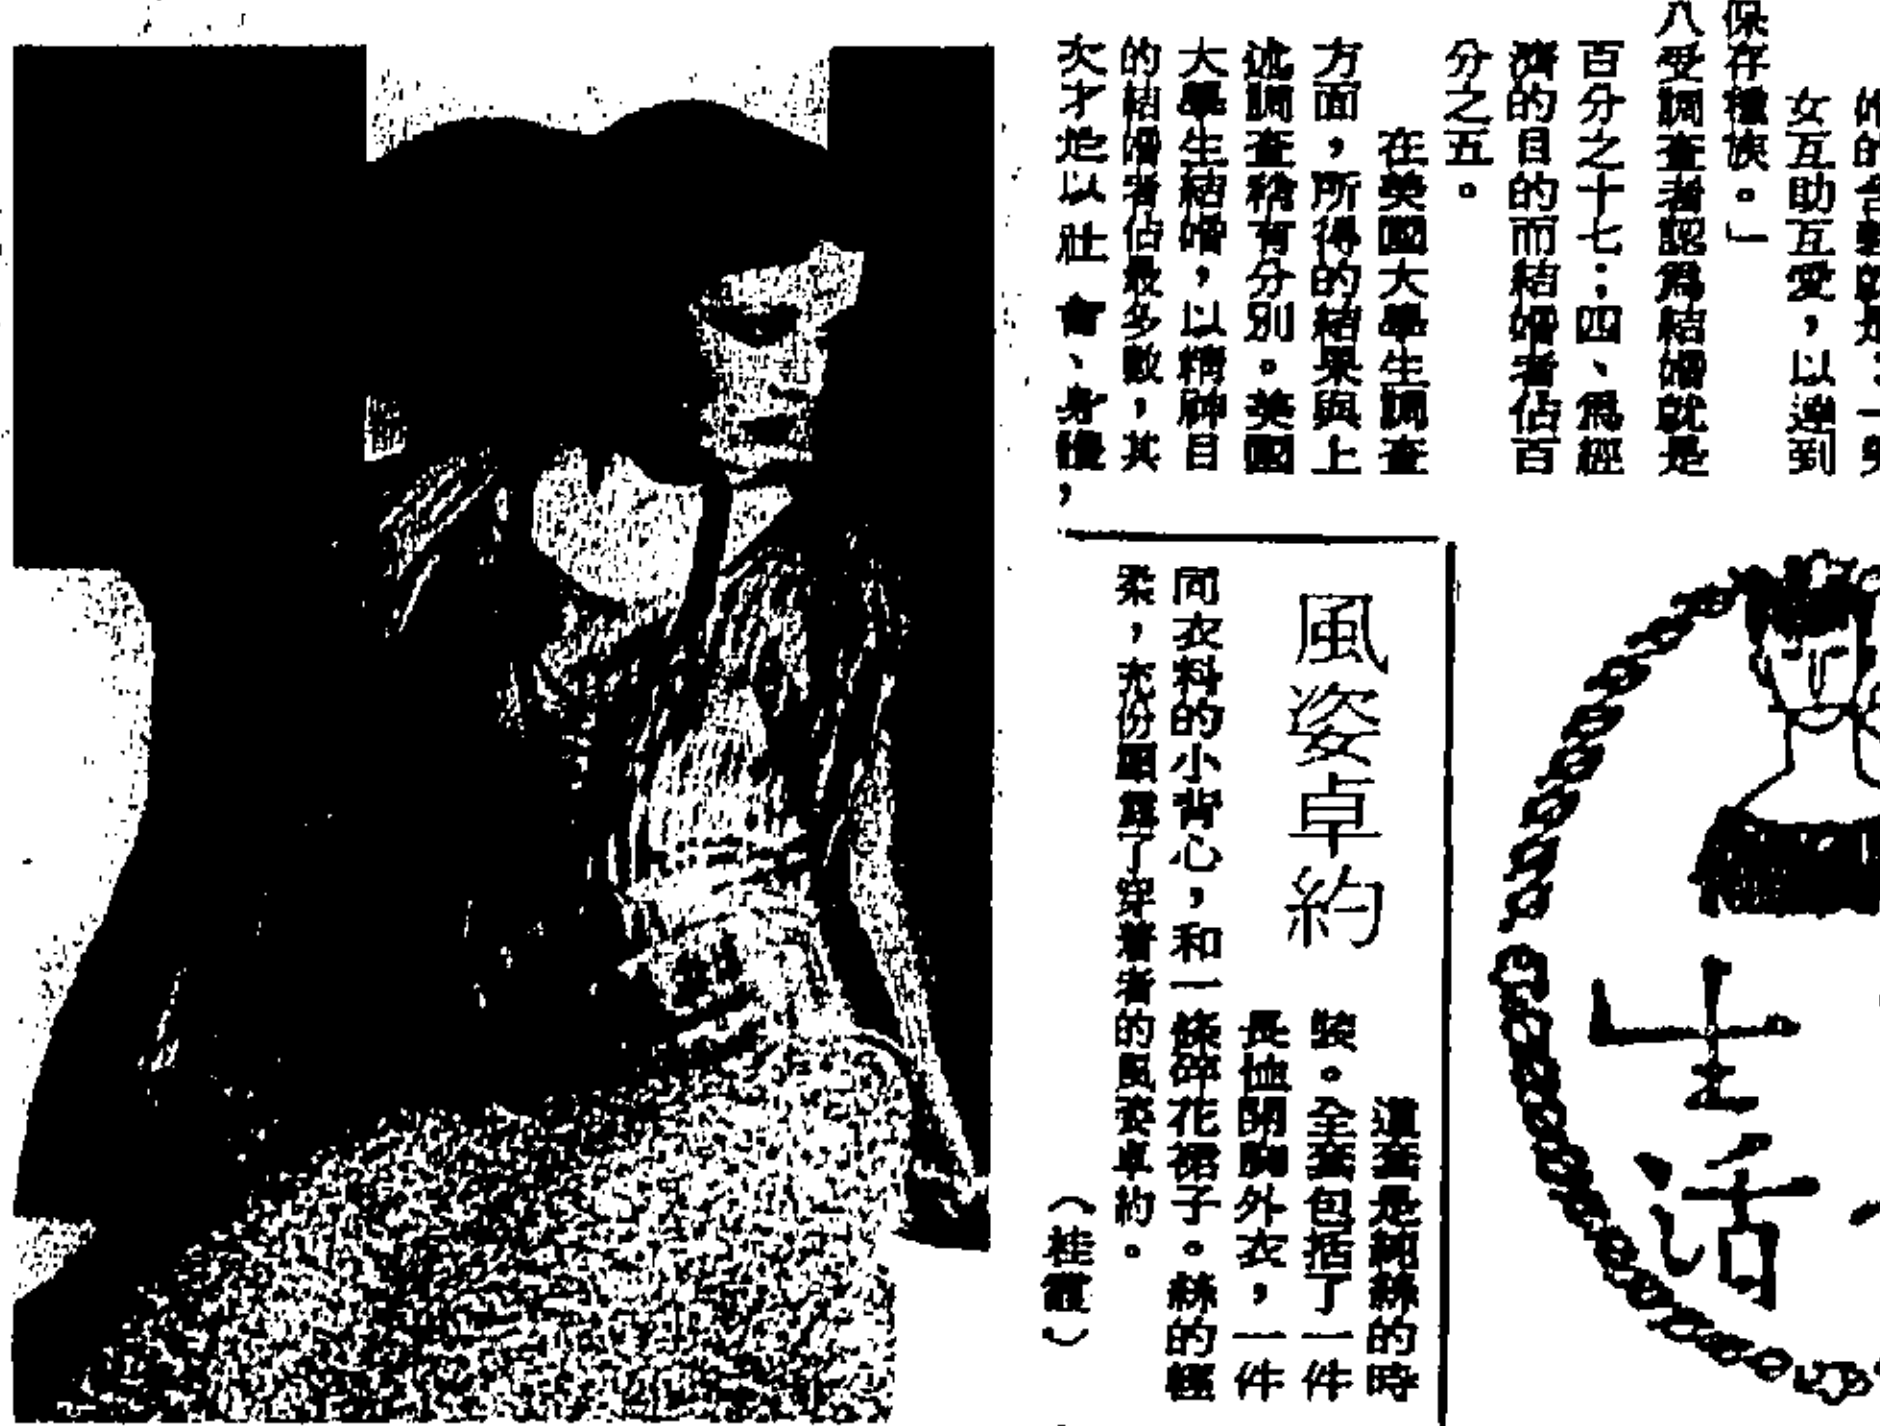 女互助互愛，以達到
保存種族。」
八受調查者認爲結婚就是
百分之十七；四、爲經
濟的目的而結婚者佔百
分之五。
在美國大學生調查
方面，所得的結果與上
述調查稍有分別。美國
大學生結婚，以精神目
的結婚者佔最多數，其
次才是以社會、身體，
風姿卓約
這套是純絲的時
裝。全套包括了一件
長恤開胸外衣，一件
同衣料的小背心，和一條碎花裙子。絲的輕
柔，充份顯露了穿着者的風姿卓約。
（桂霞）
生活